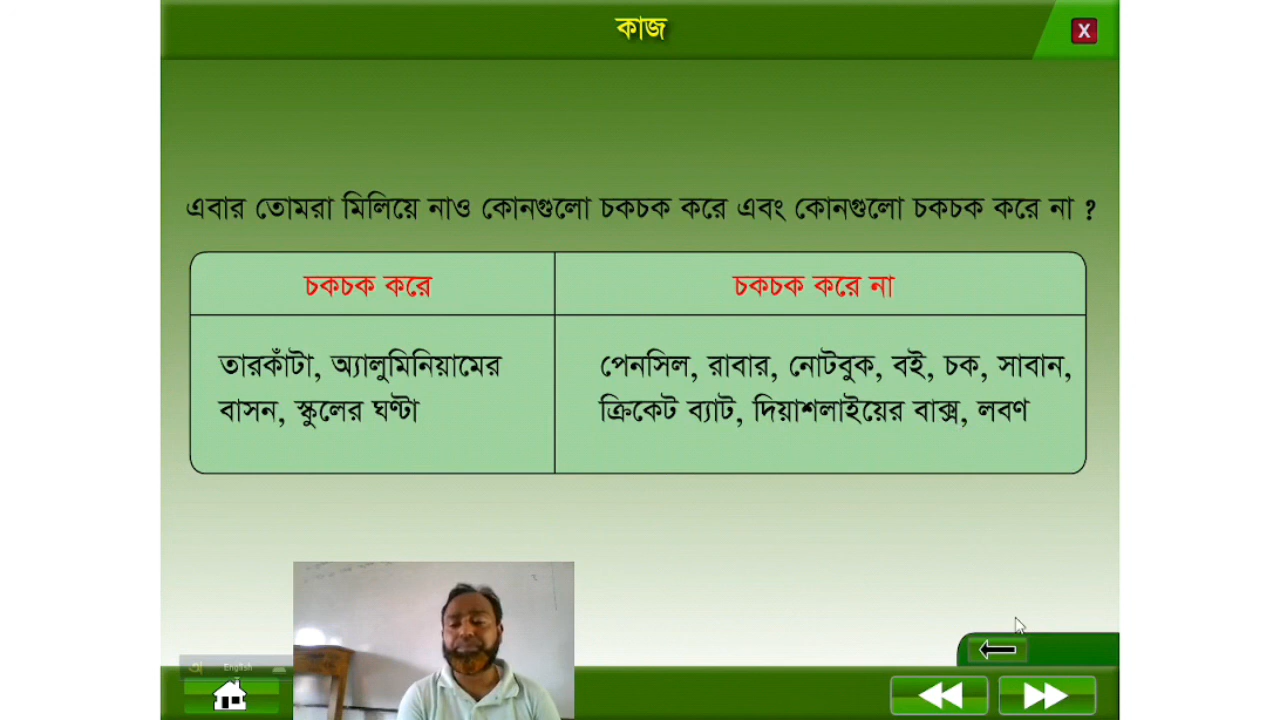 কাজ
X
এবার তোমরা মিলিয়ে নাও কোনগুলো চকচক করে এবং কোনগুলো চকচক করে না ?
চকচক করে
চকচক করে না
তারকাঁটা, অ্যালুমিনিয়ামের
বাসন, স্কুলের ঘণ্টা
পেনসিল, রাবার, নোটবুক, বই, চক, সাবান,
ক্রিকেট ব্যাট, দিয়াশলাইয়ের বাক্স, লবণ
অ English